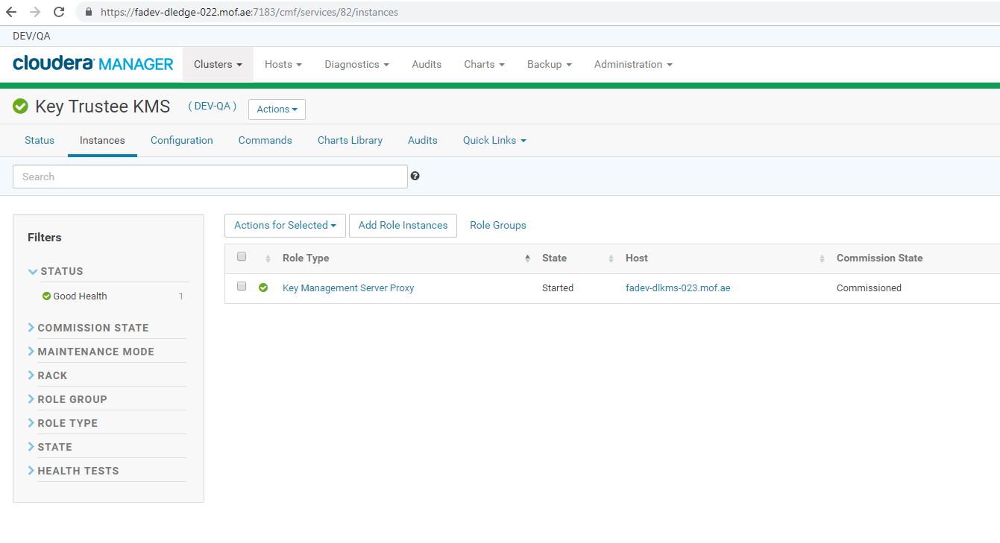 https://fadev-dledge-022.mof.ae:7183/cmf/services/82/instances
DEV/QA
cloudera MANAGER Clusters Hosts Diagnostics Audits Charts Backup Administration
Key Trustee KMS ( DEV-QA ) Actions
Status Instances Configuration Commands Charts Library Audits Quick Links
Search
Filters
Actions for Selected Add Role Instances Role Groups
Role Type State Host Commission State
STATUS
Key Management Server Proxy Started fadev-dlkms-023.mof.ae Commissioned
Good Health 1
COMMISSION STATE
MAINTENANCE MODE
RACK
ROLE GROUP
ROLE TYPE
STATE
HEALTH TESTS